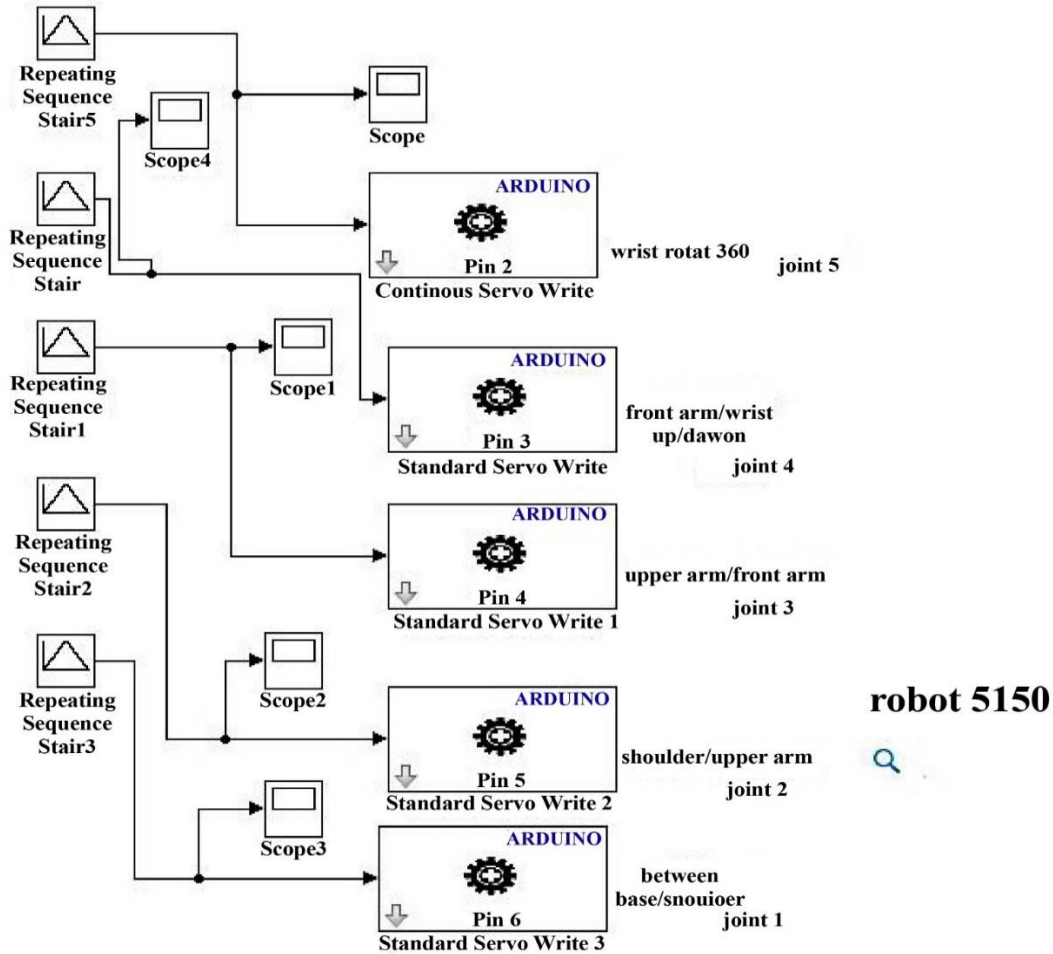 Repeating
Sequence
Stair5
Scope4
Scope
ARDUINO
Pin 2
Continous Servo Write
wrist rotat 360
joint 5
Repeating
Sequence
Stair
ARDUINO
Pin 3
Standard Servo Write
front arm/wrist
up/dawon
joint 4
Repeating
Sequence
Stair1
Scope1
ARDUINO
Pin 4
Standard Servo Write 1
upper arm/front arm
joint 3
Repeating
Sequence
Stair2
Scope2
ARDUINO
Pin 5
Standard Servo Write 2
shoulder/upper arm
joint 2
robot 5150
Repeating
Sequence
Stair3
Scope3
ARDUINO
Pin 6
Standard Servo Write 3
between
base/snouioer
joint 1